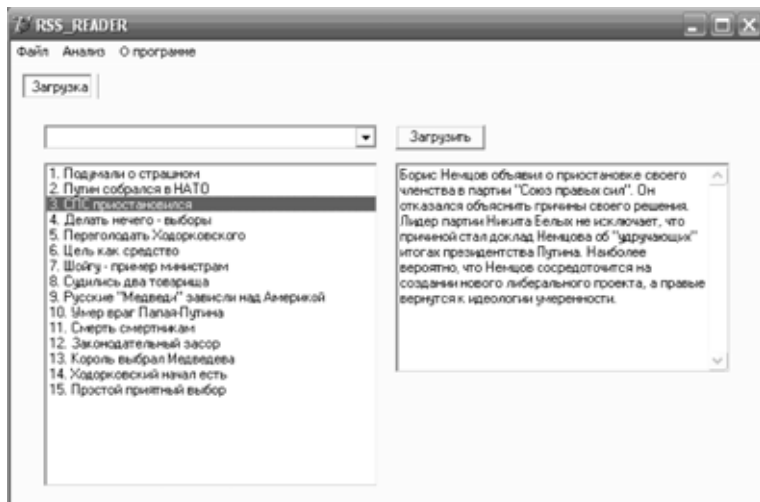 RSS_READER
Файл Анализ О программе
Загрузка
Загрузить
1. Подумали о страшном
2. Путин собрался в НАТО
3. СПС приостановился
4. Делать нечего - выборы
5. Переголодать Ходорковского
6. Цель как средство
7. Шойгу - пример министрам
8. Судились два товарища
9. Русские "Медведи" зависли над Америкой
10. Умер враг Папая-Путина
11. Смерть смертникам
12. Законодательный засор
13. Король выбрал Медведева
14. Ходорковский начал есть
15. Простой приятный выбор
Борис Немцов объявил о приостановке своего
членства в партии "Союз правых сил". Он
отказался объяснить причины своего решения.
Лидер партии Никита Белых не исключает, что
причиной стал доклад Немцова об "удручающих"
итогах президентства Путина. Наиболее
вероятно, что Немцов сосредоточится на
создании нового либерального проекта, а правые
вернутся к идеологии умеренности.